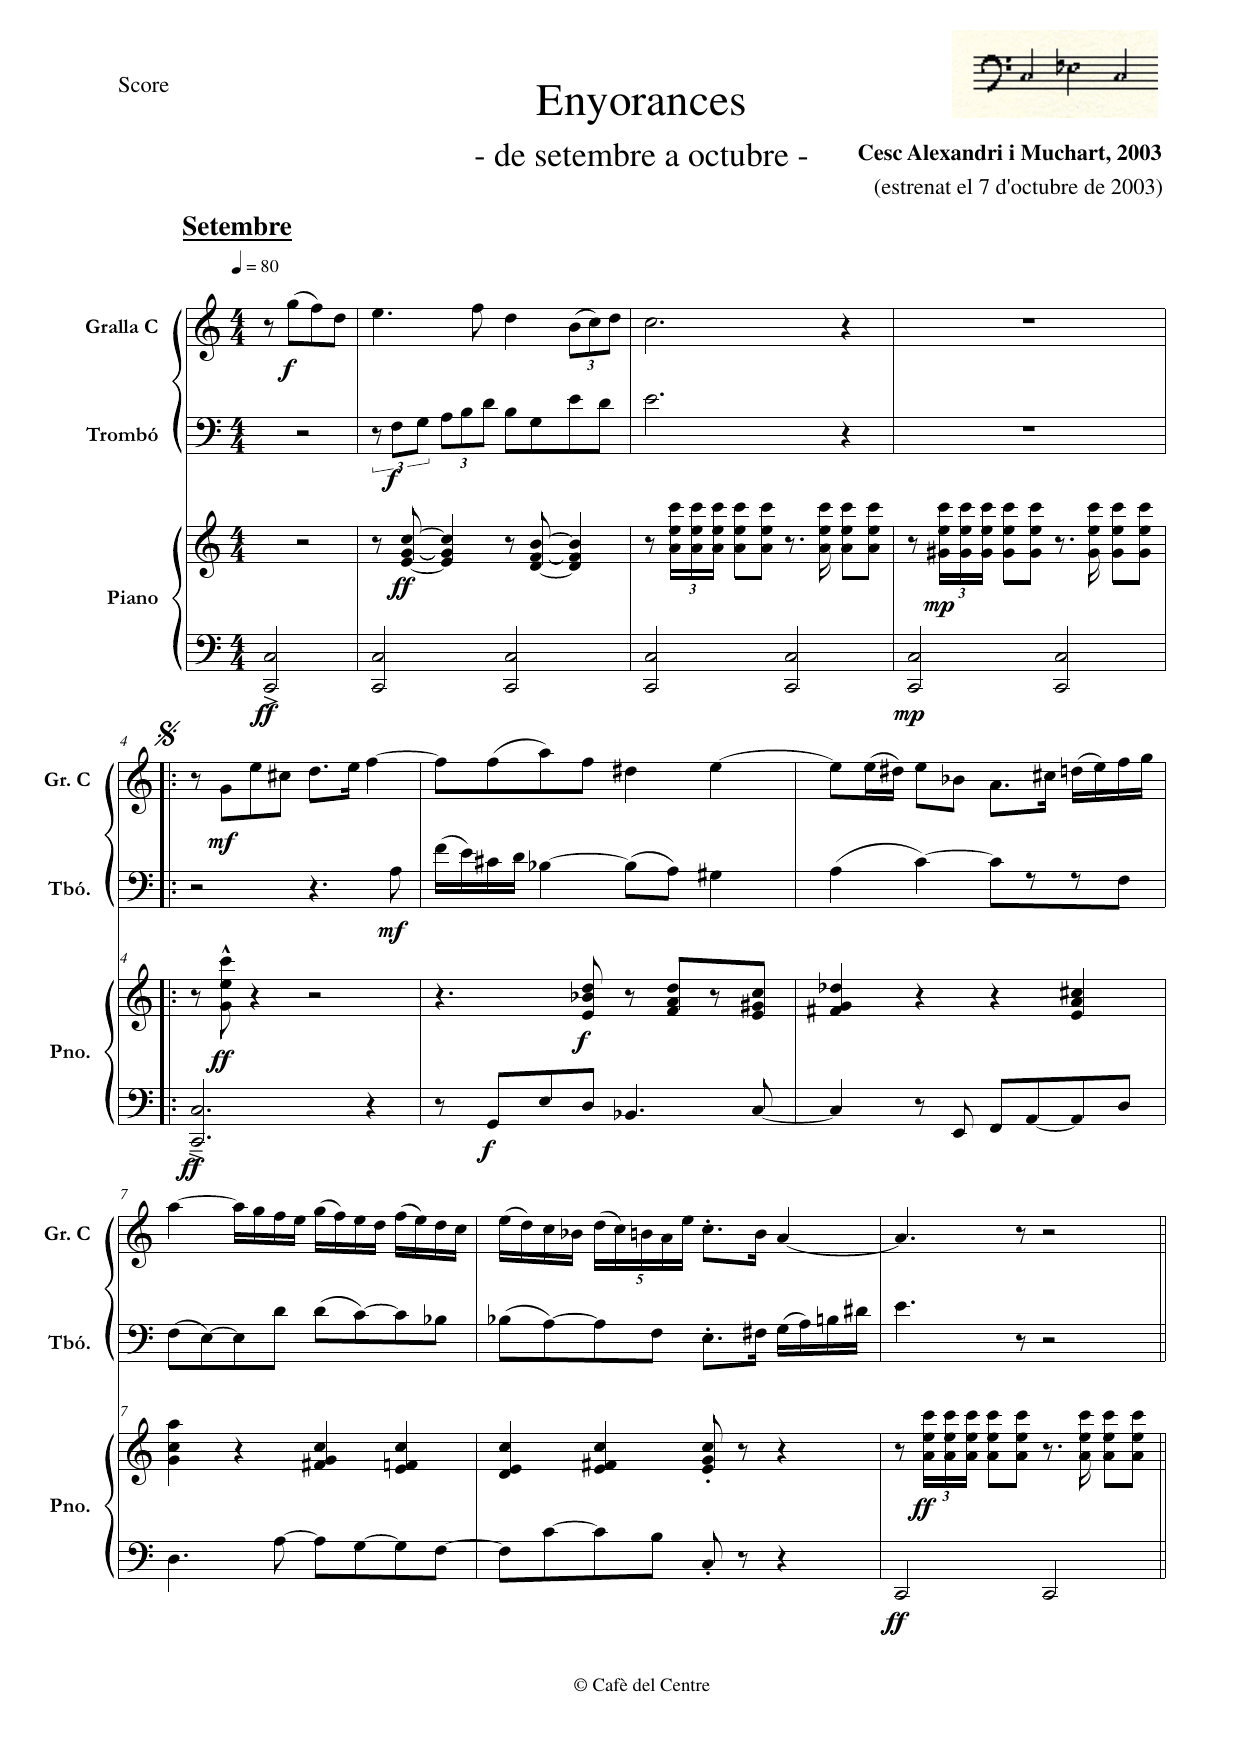 Score
Enyorances
- de setembre a octubre -
Cesc Alexandri i Muchart, 2003
(estrenat el 7 d'octubre de 2003)
Setembre
= 80
Gralla C
f
3
Trombó
3
3
f
Piano
ff
3
mp
3
ff
mp
4
Gr. C
mf
Tbó.
mf
4
Pno.
ff
f
ff
f
7
Gr. C
5
Tbó.
7
Pno.
ff
3
ff
© Cafè del Centre